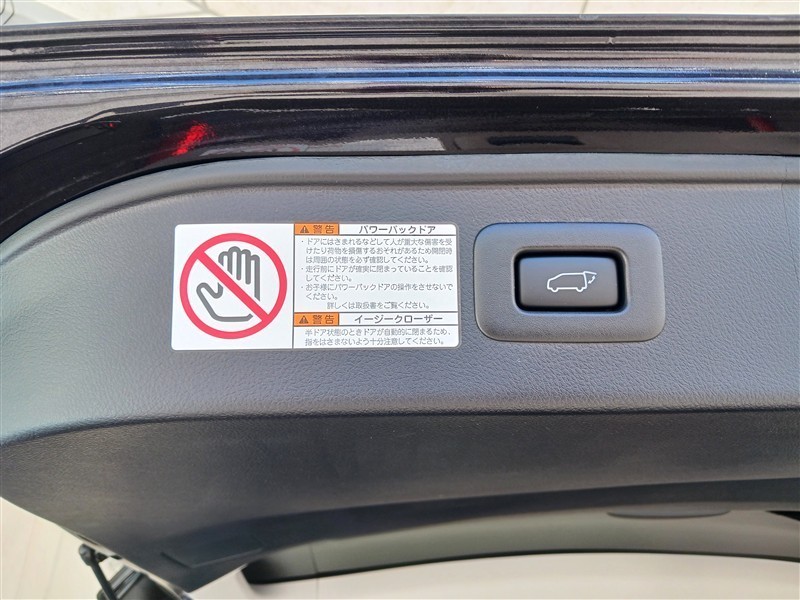 警告 パワーバックドア
・ドアにはさまれるなどして人が重大な傷害を受
けたり荷物を損傷するおそれがあるため開閉時
は周囲の状態を必ず確認してください。
・走行前にドアが確実に閉まっていることを確認
してください。
・お子様にパワーバックドアの操作をさせないで
ください。
詳しくは取扱書をご覧ください。
警告 イージークローザー
半ドア状態のときドアが自動的に閉まるため、
指をはさまないよう十分注意してください。